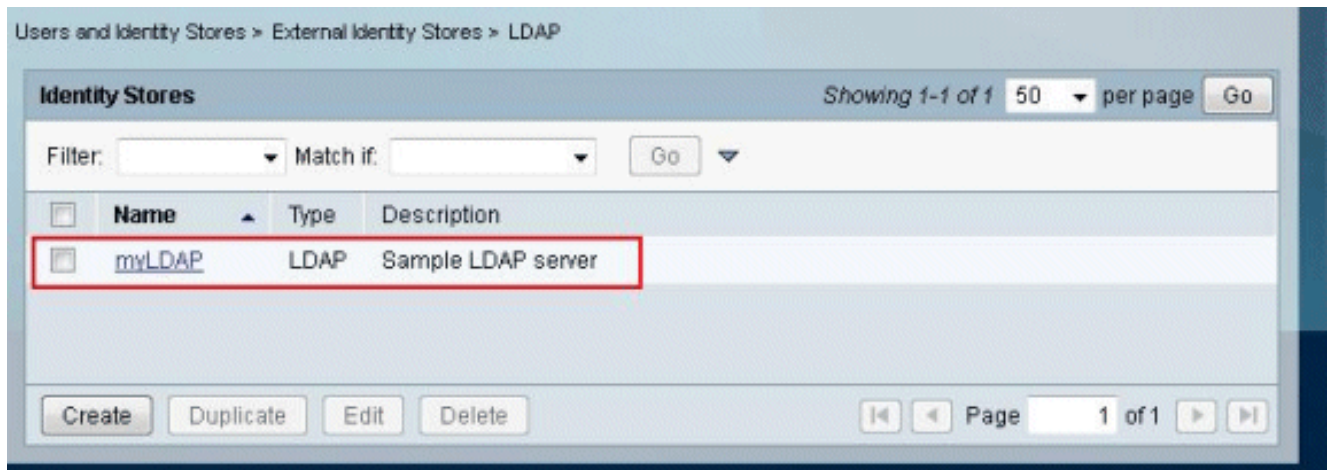 Users and Identity Stores > External Identity Stores > LDAP
Identity Stores Showing 1-1 of 1 50 per page Go
Filter: Match if: Go
Name Type Description
myLDAP LDAP Sample LDAP server
Create Duplicate Edit Delete Page 1 of 1